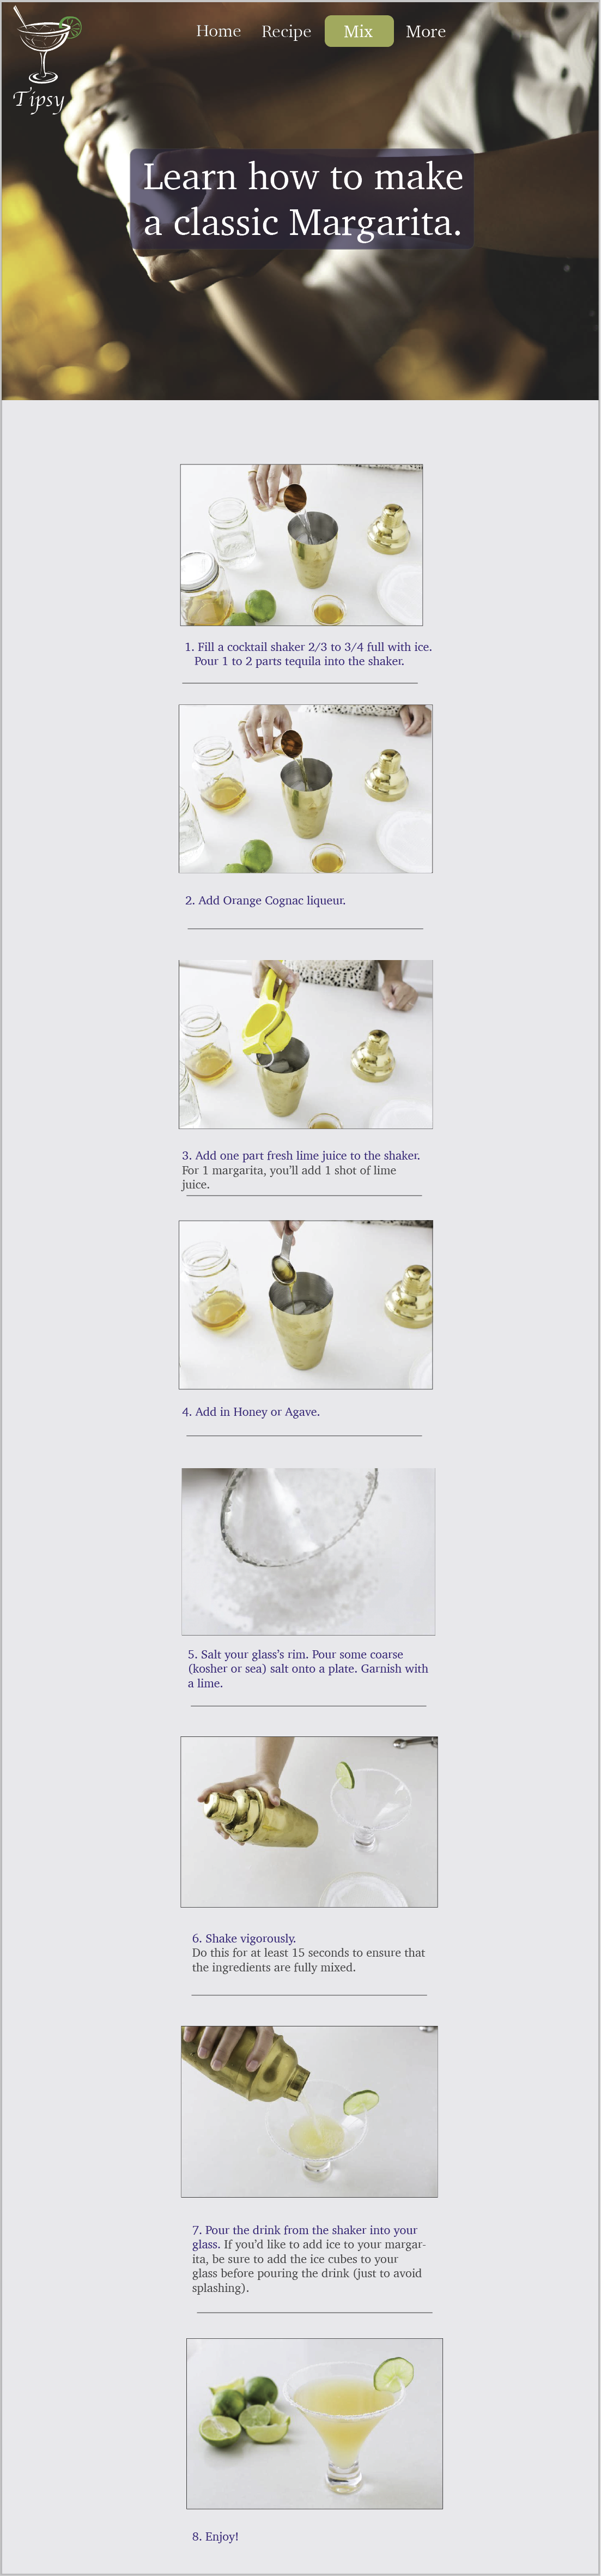 Tipsy
Home Recipe Mix More
Learn how to make
a classic Margarita.
1. Fill a cocktail shaker 2/3 to 3/4 full with ice.
Pour 1 to 2 parts tequila into the shaker.
2. Add Orange Cognac liqueur.
3. Add one part fresh lime juice to the shaker.
For 1 margarita, you’ll add 1 shot of lime
juice.
4. Add in Honey or Agave.
5. Salt your glass’s rim. Pour some coarse
(kosher or sea) salt onto a plate. Garnish with
a lime.
6. Shake vigorously.
Do this for at least 15 seconds to ensure that
the ingredients are fully mixed.
7. Pour the drink from the shaker into your
glass. If you’d like to add ice to your margar-
ita, be sure to add the ice cubes to your
glass before pouring the drink (just to avoid
splashing).
8. Enjoy!